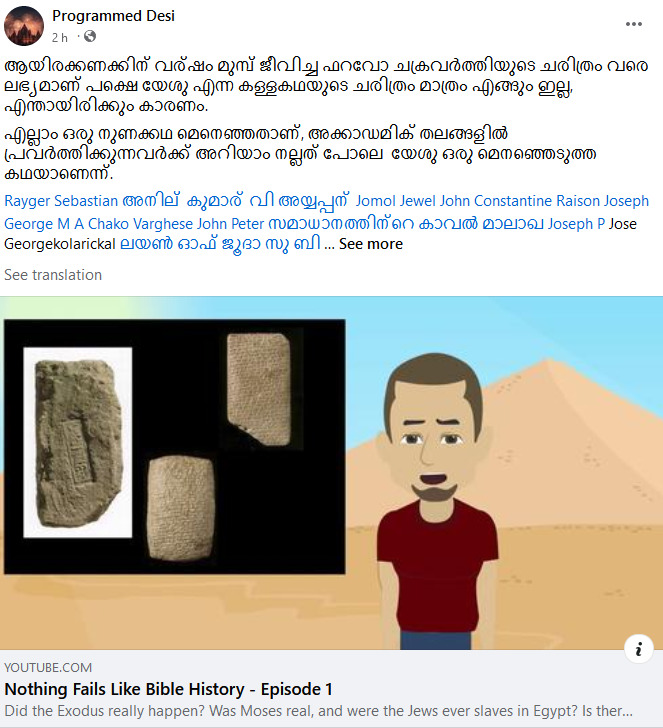 Programmed Desi
2 h ·
ആയിരക്കണക്കിന് വര്ഷം മുമ്പ് ജീവിച്ച ഫറവോ ചക്രവർത്തിയുടെ ചരിത്രം വരെ
ലഭ്യമാണ് പക്ഷെ യേശു എന്ന കള്ളകഥയുടെ ചരിത്രം മാത്രം എങ്ങും ഇല്ല,
എന്തായിരിക്കും കാരണം.
എല്ലാം ഒരു നുണക്കഥ മെനെഞ്ഞതാണ്, അക്കാഡമിക് തലങ്ങളിൽ
പ്രവർത്തിക്കുന്നവർക്ക് അറിയാം നല്ലത് പോലെ യേശു ഒരു മെനഞ്ഞെടുത്ത
കഥയാണെന്ന്.
Rayger Sebastian അനില് കുമാര് വി അയ്യപ്പന് Jomol Jewel John Constantine Raison Joseph
George M A Chako Varghese John Peter സമാധാനത്തിന്റെ കാവൽ മാലാഖ Joseph P Jose
Georgekolarickal ലയൺ ഓഫ് ജൂദാ സു ബി ... See more
See translation
YOUTUBE.COM
Nothing Fails Like Bible History - Episode 1
Did the Exodus really happen? Was Moses real, and were the Jews ever slaves in Egypt? Is ther...